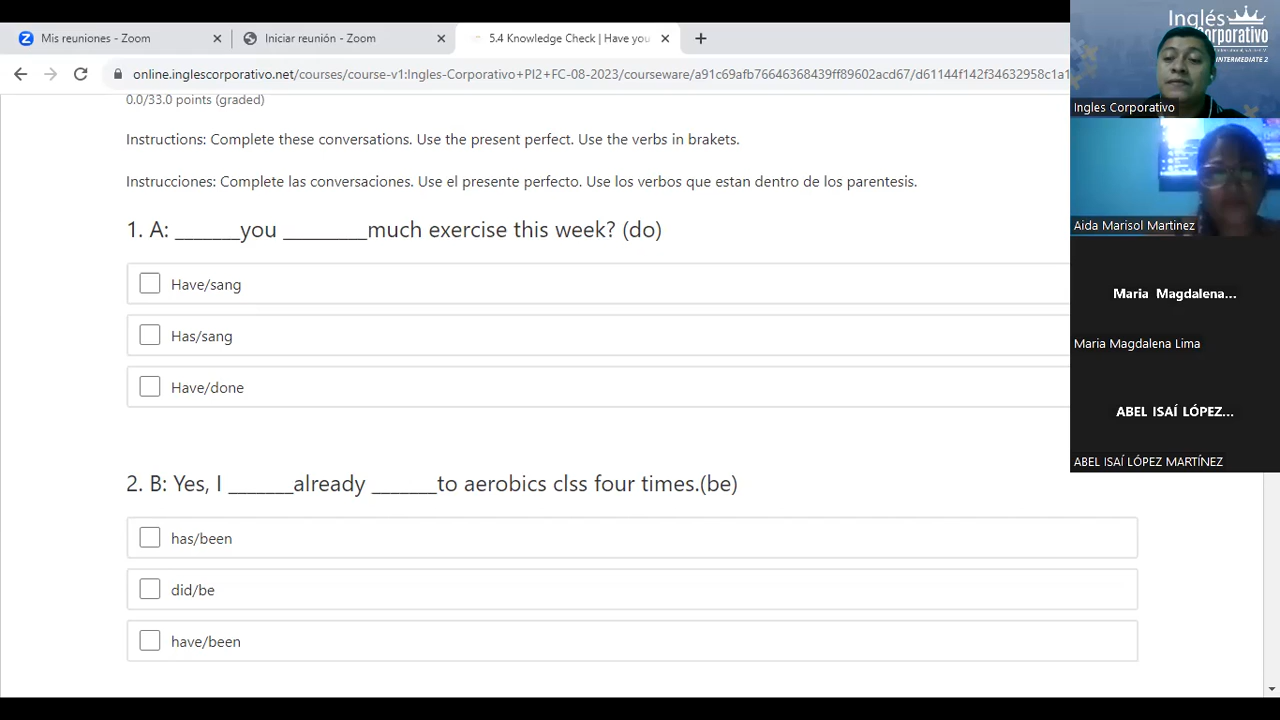 Mis reuniones - Zoom
Iniciar reunión - Zoom
5.4 Knowledge Check | Have you
online.inglescorporativo.net/courses/course-v1:Ingles-Corporativo+PI2+FC-08-2023/courseware/a91c69afb76646368439ff89602acd67/d61144f142f34632958c1a1
0.0/33.0 points (graded)
Instructions: Complete these conversations. Use the present perfect. Use the verbs in brakets.
Instrucciones: Complete las conversaciones. Use el presente perfecto. Use los verbos que estan dentro de los parentesis.
1. A: _______you _________much exercise this week? (do)
Have/sang
Has/sang
Have/done
2. B: Yes, I _______already _______to aerobics clss four times.(be)
has/been
did/be
have/been
Inglés
Corporativo
INTERMEDIATE 2
Ingles Corporativo
Aida Marisol Martinez
Maria Magdalena...
Maria Magdalena Lima
ABEL ISAÍ LÓPEZ...
ABEL ISAÍ LÓPEZ MARTÍNEZ